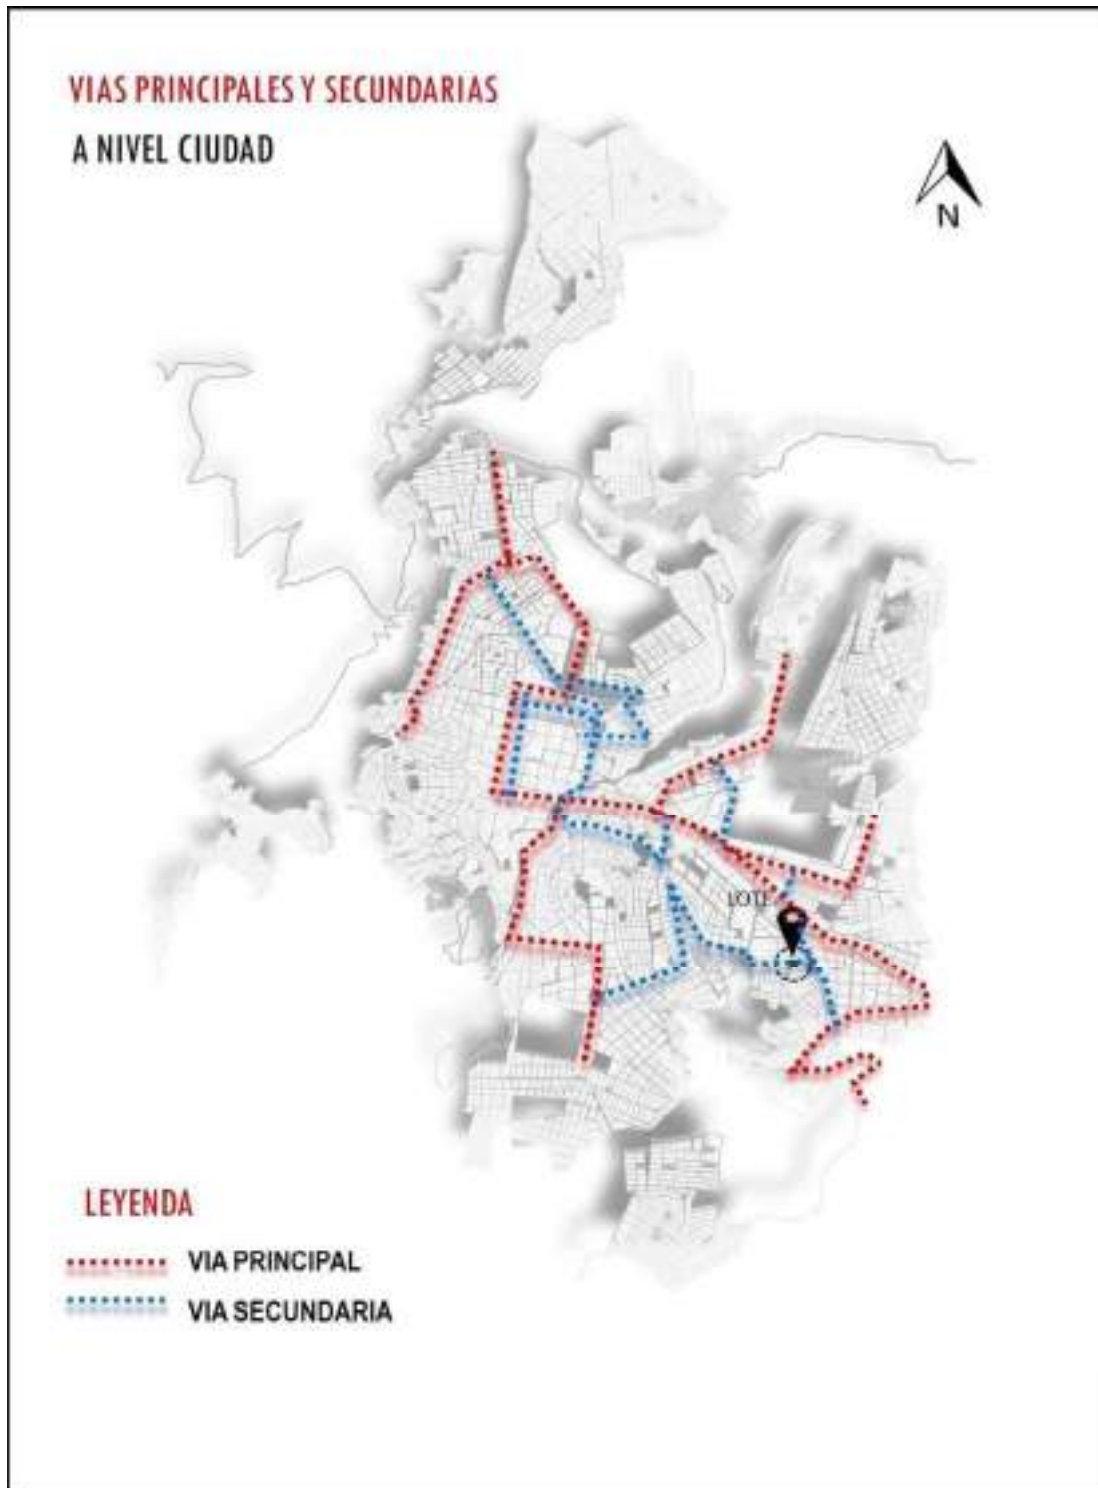 VIAS PRINCIPALES Y SECUNDARIAS
A NIVEL CIUDAD
N
LOTE
LEYENDA
VIA PRINCIPAL
VIA SECUNDARIA